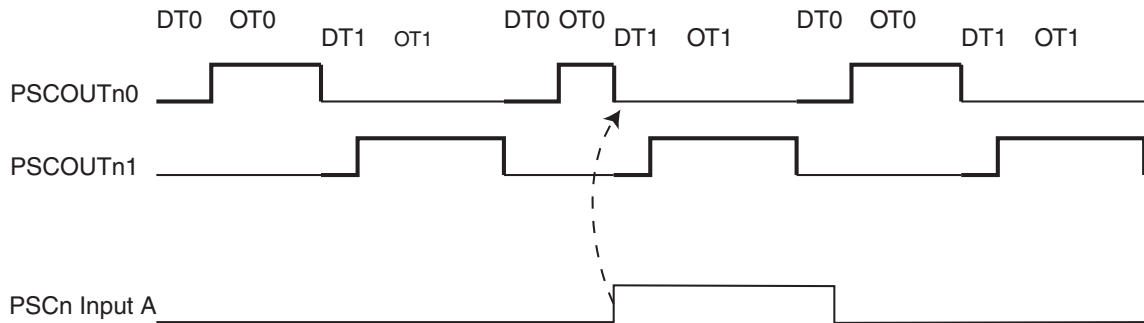 DT0 OT0 DT1 OT1 DT0 OT0 DT1 OT1 DT0 OT0 DT1 OT1
PSCOUTn0
PSCOUTn1
PSCn Input A